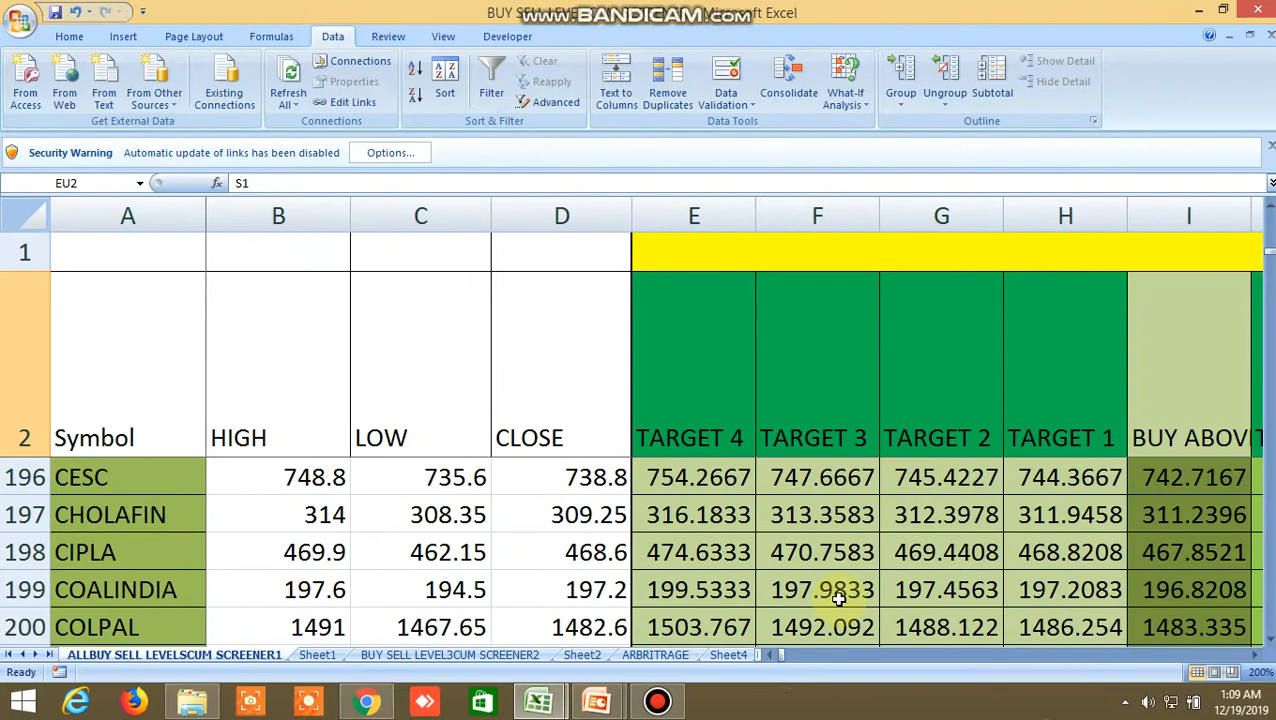 BUY SELL LEV Microsoft Excel
www.BANDICAM.com
Home Insert Page Layout Formulas Data Review View Developer
From Access
From Web
From Text
From Other Sources
Existing Connections
Get External Data
Refresh All
Connections
Properties
Edit Links
Connections
Sort
Filter
Clear
Reapply
Advanced
Sort & Filter
Text to Columns
Remove Duplicates
Data Validation
Consolidate
What-If Analysis
Data Tools
Group
Ungroup
Subtotal
Show Detail
Hide Detail
Outline
Security Warning Automatic update of links has been disabled Options...
EU2 fx S1
A B C D E F G H I
1
2 Symbol HIGH LOW CLOSE TARGET 4 TARGET 3 TARGET 2 TARGET 1 BUY ABOV
196 CESC 748.8 735.6 738.8 754.2667 747.6667 745.4227 744.3667 742.7167
197 CHOLAFIN 314 308.35 309.25 316.1833 313.3583 312.3978 311.9458 311.2396
198 CIPLA 469.9 462.15 468.6 474.6333 470.7583 469.4408 468.8208 467.8521
199 COALINDIA 197.6 194.5 197.2 199.5333 197.9833 197.4563 197.2083 196.8208
200 COLPAL 1491 1467.65 1482.6 1503.767 1492.092 1488.122 1486.254 1483.335
ALLBUY SELL LEVELSCUM SCREENER1 Sheet1 BUY SELL LEVEL3CUM SCREENER2 Sheet2 ARBRITRAGE Sheet4
Ready 200%
1:09 AM
12/19/2019